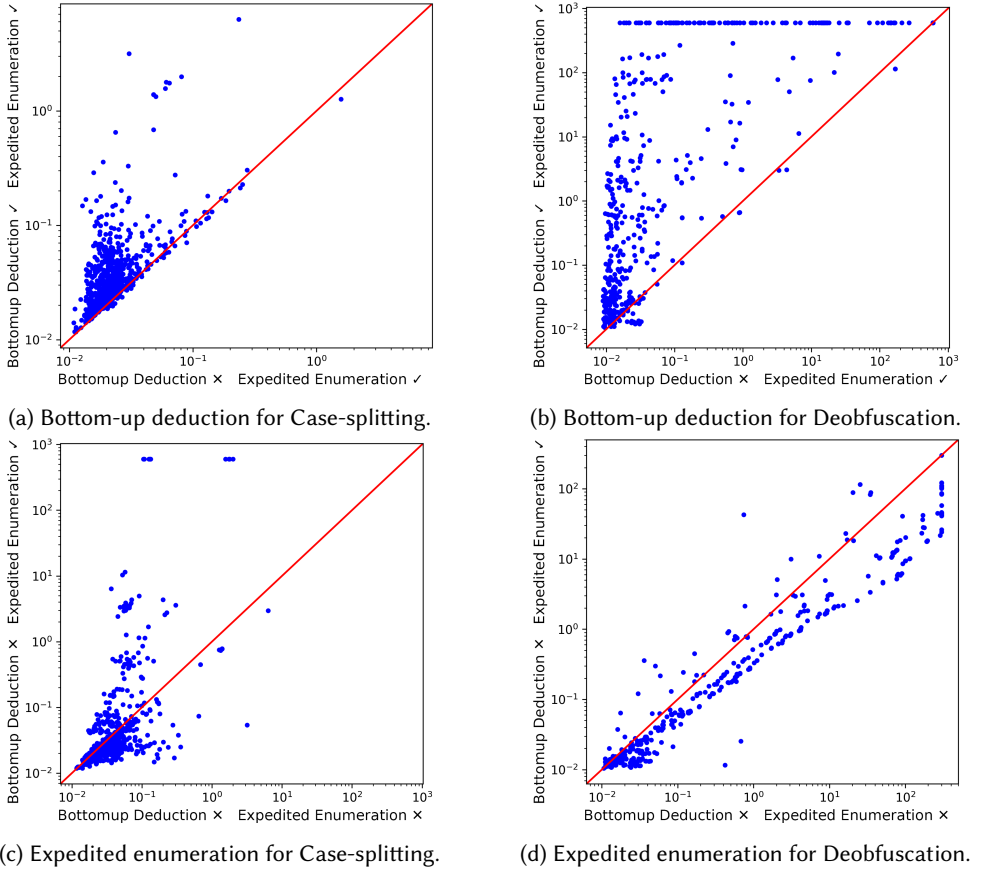 Bottomup Deduction ✓ Expedited Enumeration ✓
10⁰
10⁻¹
10⁻²
10⁻² 10⁻¹ 10⁰
Bottomup Deduction ✕ Expedited Enumeration ✓
(a) Bottom-up deduction for Case-splitting.
Bottomup Deduction ✓ Expedited Enumeration ✓
10³
10²
10¹
10⁰
10⁻¹
10⁻²
10⁻² 10⁻¹ 10⁰ 10¹ 10² 10³
Bottomup Deduction ✕ Expedited Enumeration ✓
(b) Bottom-up deduction for Deobfuscation.
Bottomup Deduction ✕ Expedited Enumeration ✓
10³
10²
10¹
10⁰
10⁻¹
10⁻²
10⁻² 10⁻¹ 10⁰ 10¹ 10² 10³
Bottomup Deduction ✕ Expedited Enumeration ✕
(c) Expedited enumeration for Case-splitting.
Bottomup Deduction ✕ Expedited Enumeration ✓
10²
10¹
10⁰
10⁻¹
10⁻²
10⁻² 10⁻¹ 10⁰ 10¹ 10²
Bottomup Deduction ✕ Expedited Enumeration ✕
(d) Expedited enumeration for Deobfuscation.